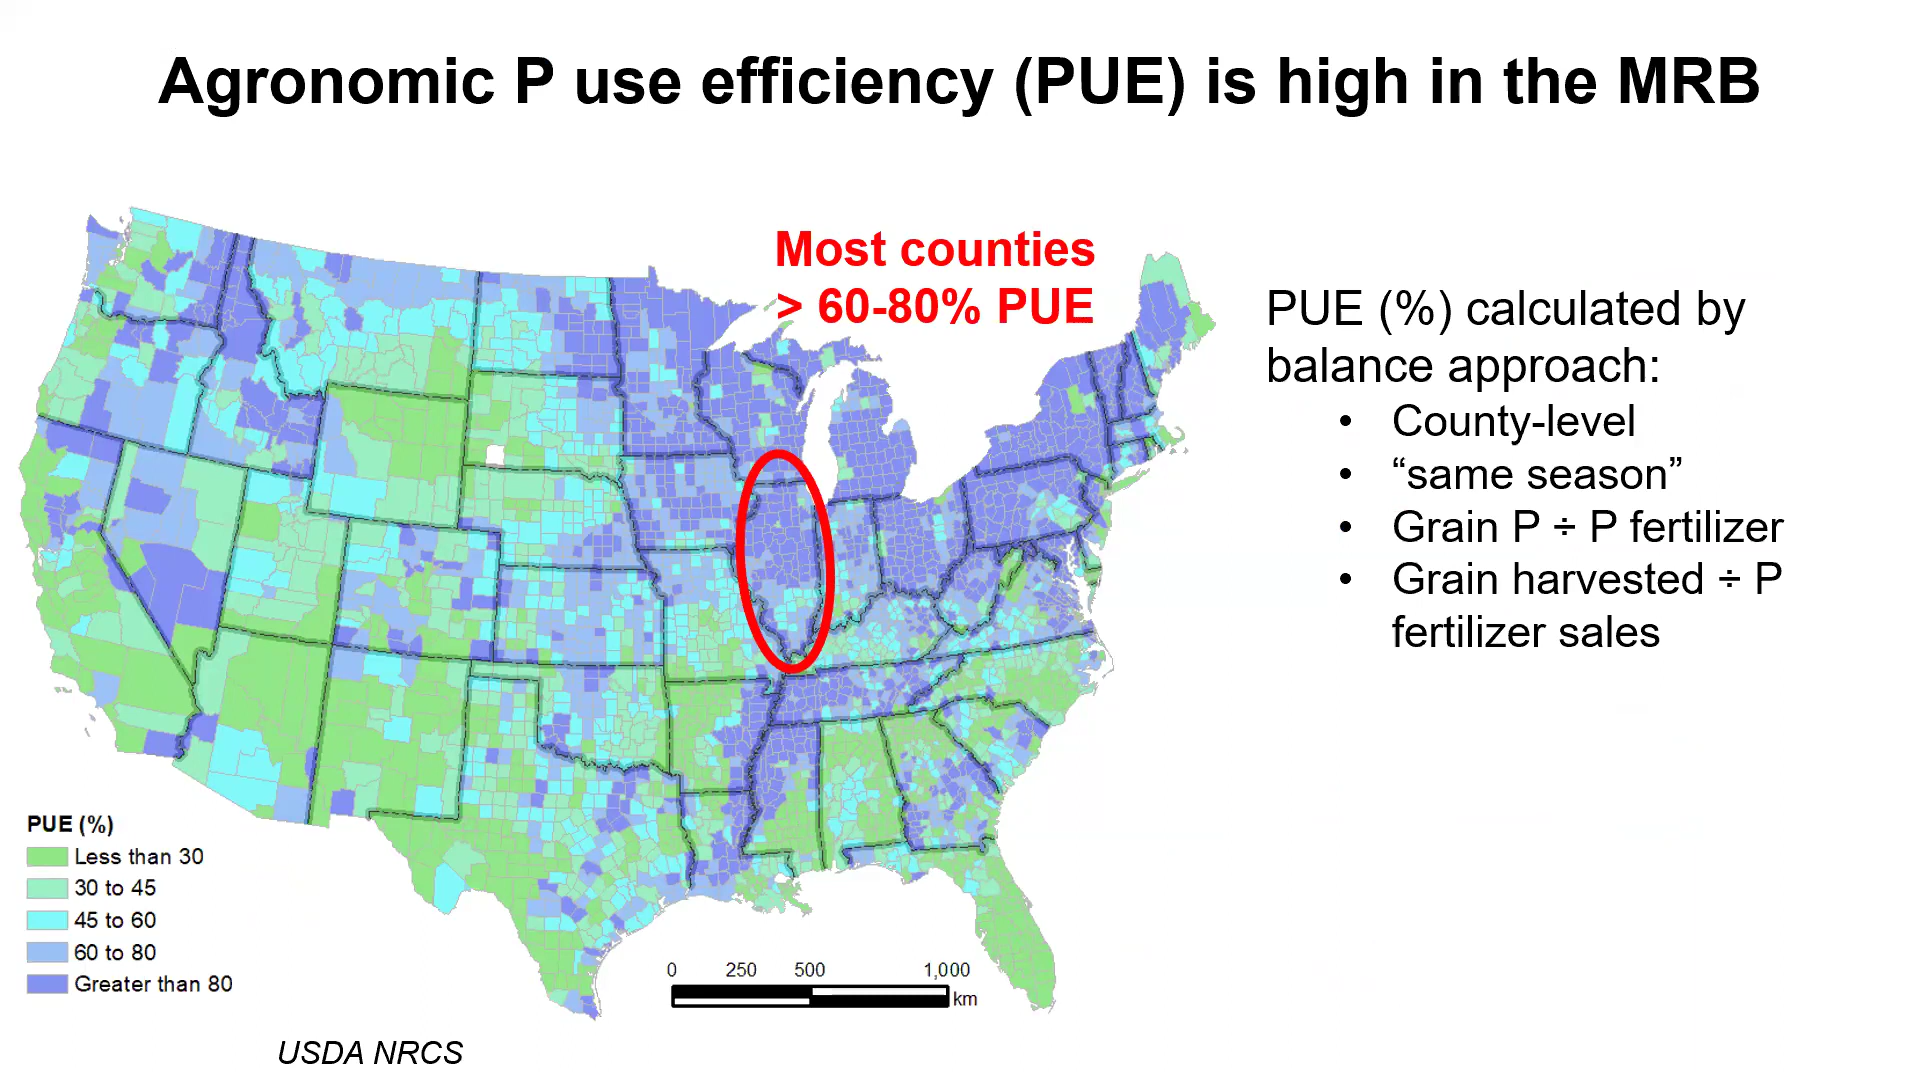 Agronomic P use efficiency (PUE) is high in the MRB
Most counties
> 60-80% PUE
PUE (%) calculated by
balance approach:
• County-level
• “same season”
• Grain P ÷ P fertilizer
• Grain harvested ÷ P
fertilizer sales
PUE (%)
Less than 30
30 to 45
45 to 60
60 to 80
Greater than 80
0 250 500 1,000
km
USDA NRCS